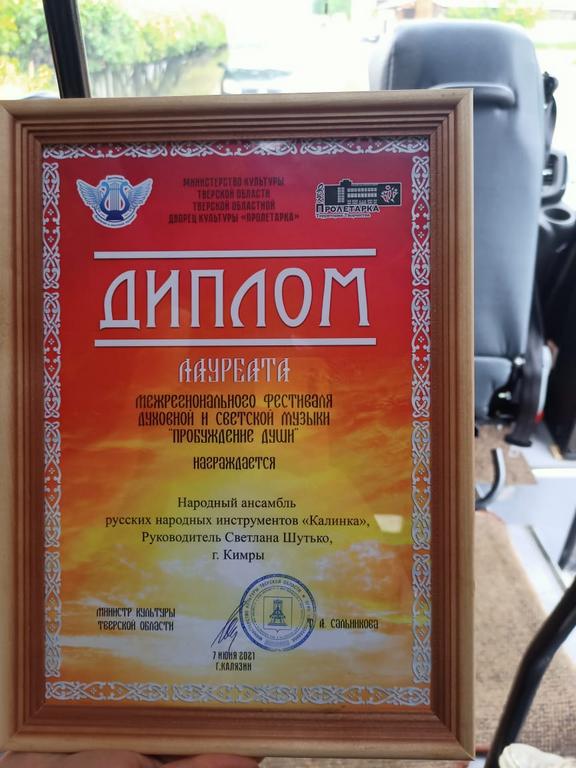 МИНИСТЕРСТВО КУЛЬТУРЫ
ТВЕРСКОЙ ОБЛАСТИ
ТВЕРСКОЙ ОБЛАСТНОЙ
ДВОРЕЦ КУЛЬТУРЫ «ПРОЛЕТАРКА»
ПРОЛЕТАРКА
Территория Творчества
ДИПЛОМ
ЛАУРЕАТА
МЕЖРЕГИОНАЛЬНОГО ФЕСТИВАЛЯ
ДУХОВНОЙ И СВЕТСКОЙ МУЗЫКИ
"ПРОБУЖДЕНИЕ ДУШИ"
НАГРАЖДАЕТСЯ
Народный ансамбль
русских народных инструментов «Калинка»,
Руководитель Светлана Шутько,
г. Кимры
МИНИСТР КУЛЬТУРЫ
ТВЕРСКОЙ ОБЛАСТИ
Т. А. САЛЬНИКОВА
7 ИЮНЯ 2021
Г.КАЛЯЗИН